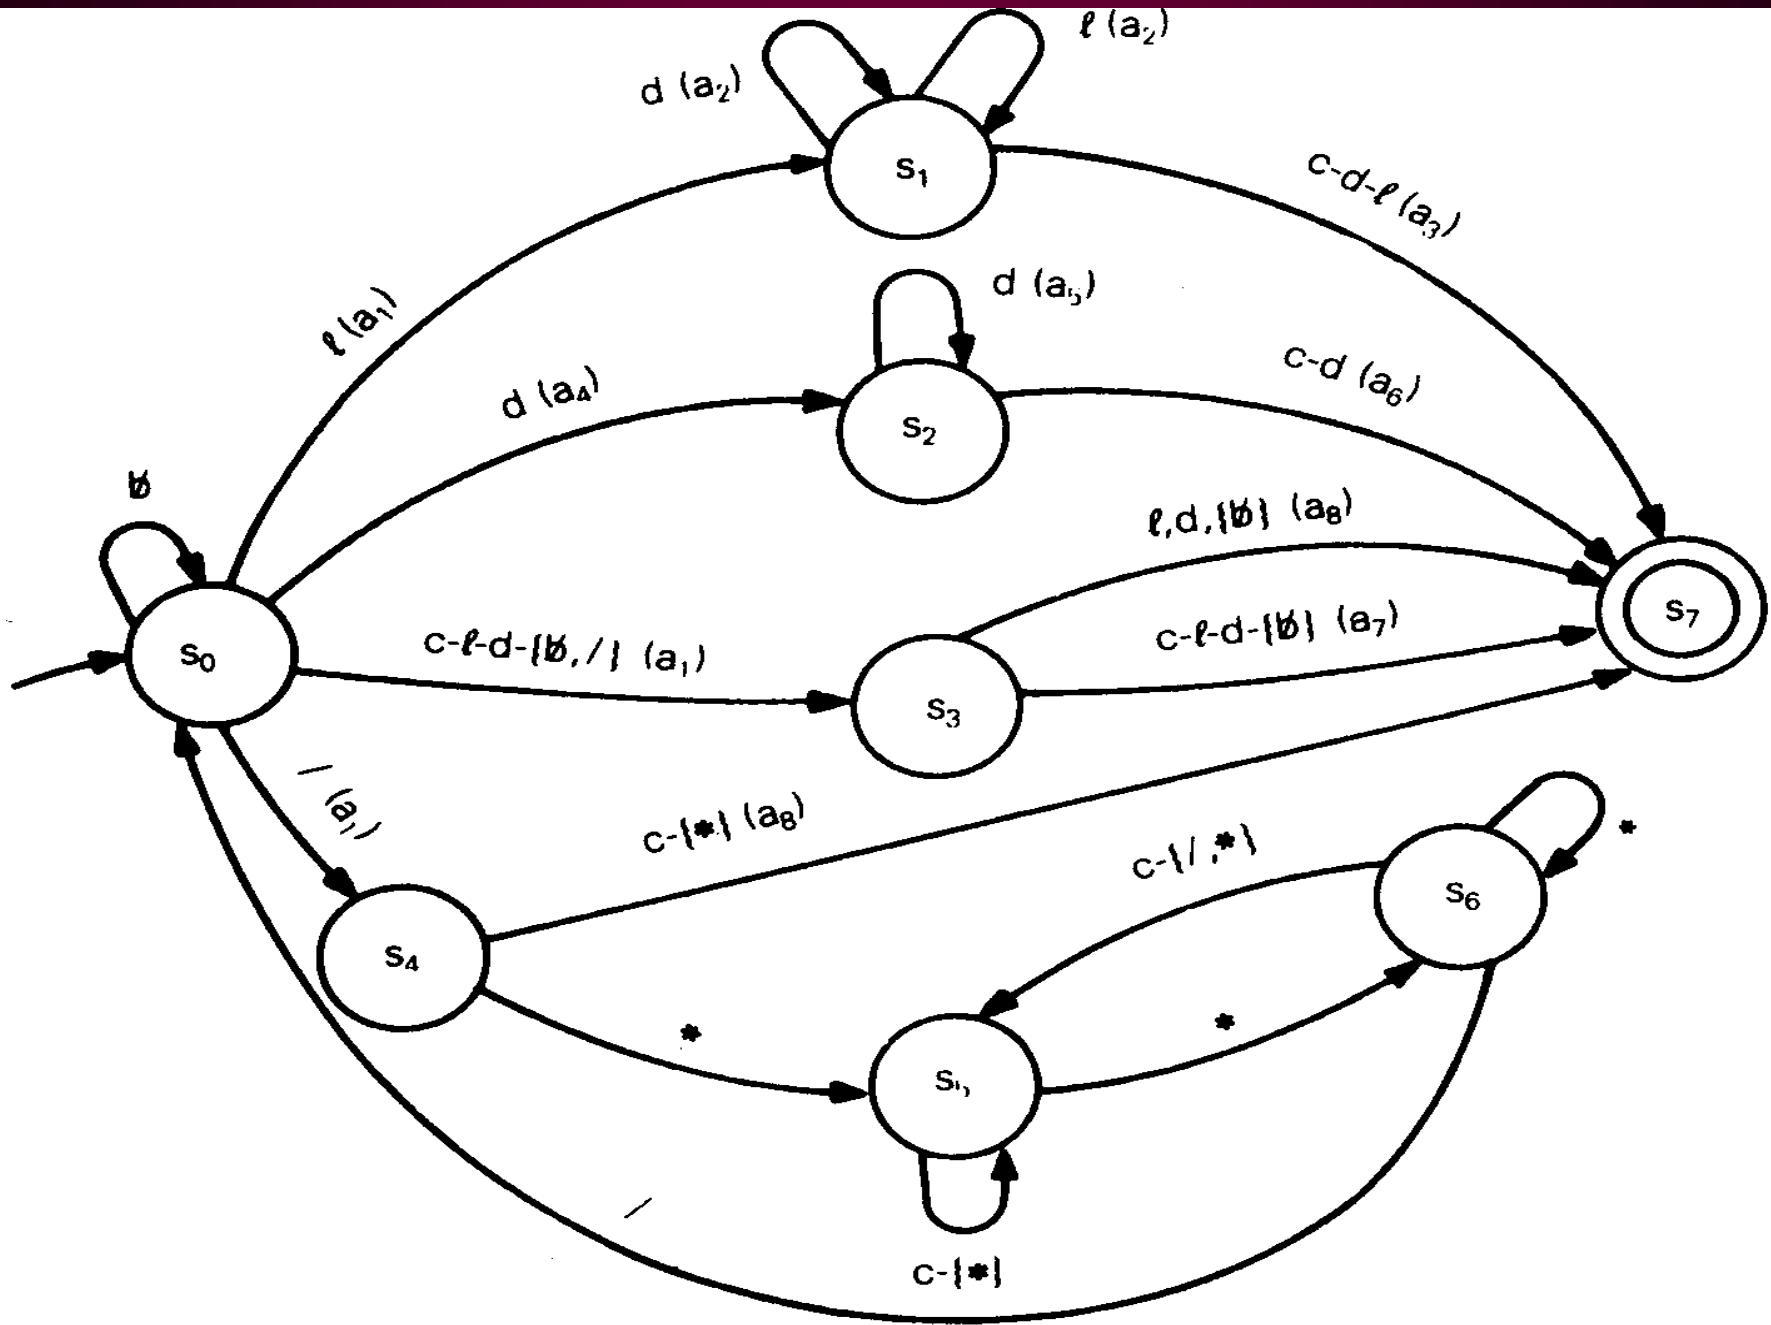 ℓ (a₂)
d (a₂)
s₁
c-d-ℓ (a₃)
ℓ (a₁)
d (a₅)
c-d (a₆)
d (a₄)
s₂
ƀ
ℓ,d,{ƀ} (a₈)
s₀
c-ℓ-d-{ƀ,/} (a₁)
c-ℓ-d-{ƀ} (a₇)
s₇
s₃
/ (a₁)
c-{*} (a₈)
c-{/,*}
*
s₆
s₄
*
*
s₅
/
c-{*}